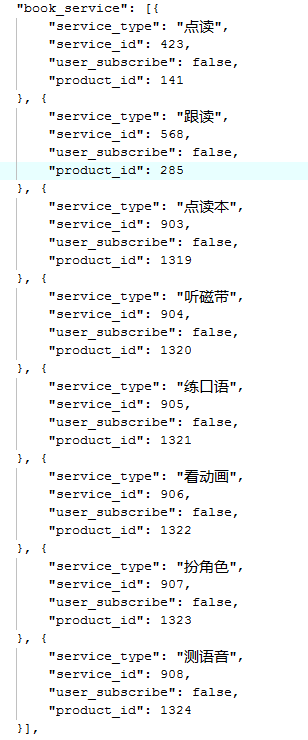 "book_service": [{
"service_type": "点读",
"service_id": 423,
"user_subscribe": false,
"product_id": 141
}, {
"service_type": "跟读",
"service_id": 568,
"user_subscribe": false,
"product_id": 285
}, {
"service_type": "点读本",
"service_id": 903,
"user_subscribe": false,
"product_id": 1319
}, {
"service_type": "听磁带",
"service_id": 904,
"user_subscribe": false,
"product_id": 1320
}, {
"service_type": "练口语",
"service_id": 905,
"user_subscribe": false,
"product_id": 1321
}, {
"service_type": "看动画",
"service_id": 906,
"user_subscribe": false,
"product_id": 1322
}, {
"service_type": "扮角色",
"service_id": 907,
"user_subscribe": false,
"product_id": 1323
}, {
"service_type": "测语音",
"service_id": 908,
"user_subscribe": false,
"product_id": 1324
}],